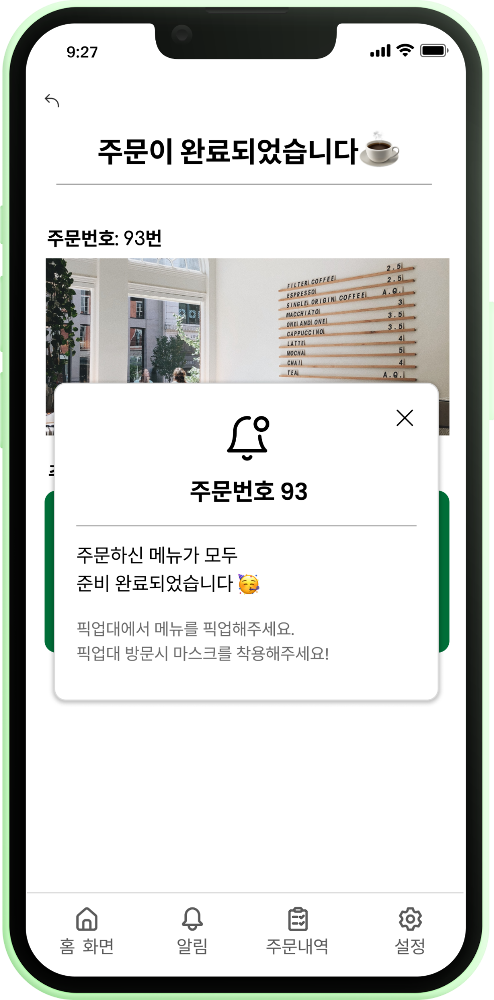 9:27
주문이 완료되었습니다☕
주문번호: 93번
FILTER COFFEE 2.5
ESPRESSO 2.5
SINGLE ORIGIN COFFEE A.Q.
MACCHIATO 3
ONE AND ONE 3.5
CAPPUCCINO 3.5
LATTE 4
MOCHA 5
CHAI 4
TEA A.Q.
주문번호 93
주문하신 메뉴가 모두
준비 완료되었습니다 🥳
픽업대에서 메뉴를 픽업해주세요.
픽업대 방문시 마스크를 착용해주세요!
홈 화면
알림
주문내역
설정